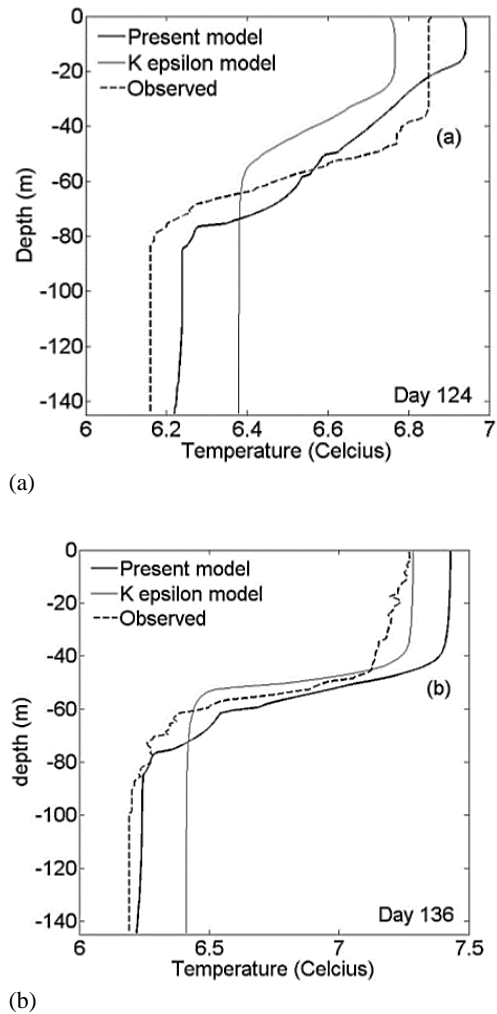 0
-20
-40
-60
-80
-100
-120
-140
Depth (m)
Present model
K epsilon model
Observed
(a)
Day 124
6 6.2 6.4 6.6 6.8 7
Temperature (Celcius)
(a)
0
-20
-40
-60
-80
-100
-120
-140
depth (m)
Present model
K epsilon model
Observed
(b)
Day 136
6 6.5 7 7.5
Temperature (Celcius)
(b)